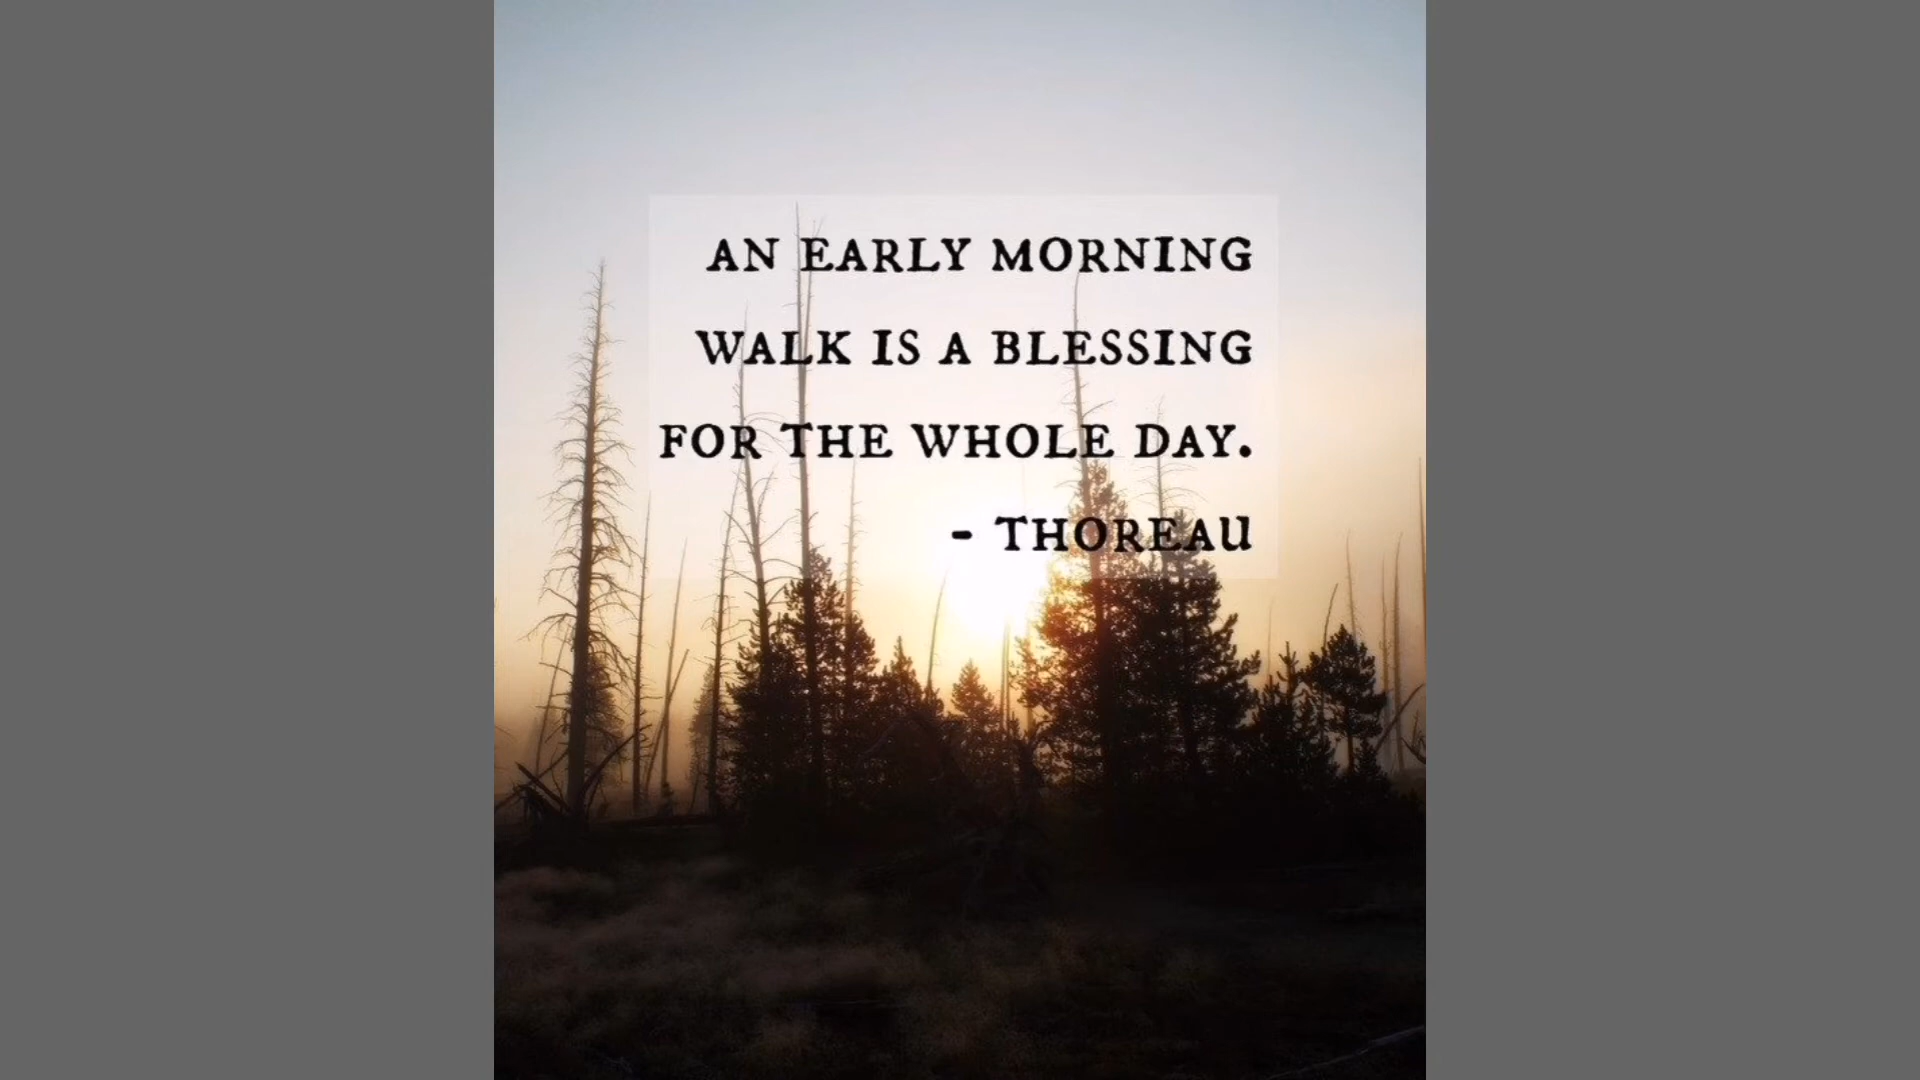 AN EARLY MORNING
WALK IS A BLESSING
FOR THE WHOLE DAY.
- THOREAU